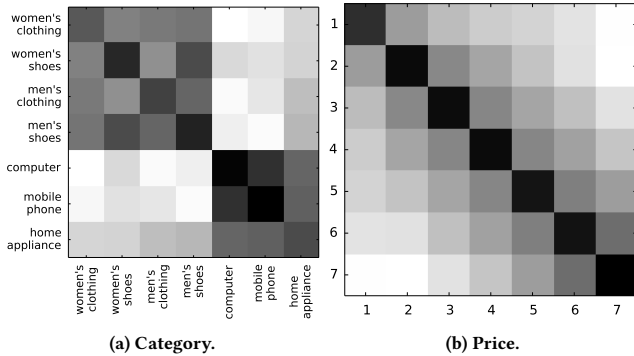 women's
clothing
women's
shoes
men's
clothing
men's
shoes
computer
mobile
phone
home
appliance
women's
clothing
women's
shoes
men's
clothing
men's
shoes
computer
mobile
phone
home
appliance
(a) Category.
1
2
3
4
5
6
7
1 2 3 4 5 6 7
(b) Price.